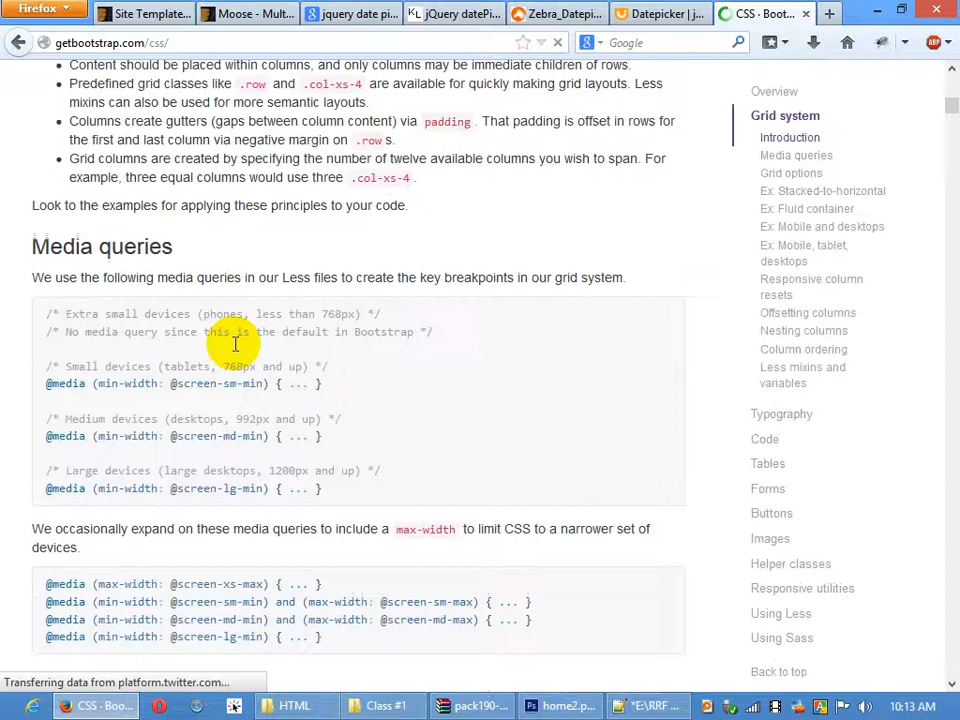 Firefox
Site Template...
Moose - Mult...
jquery date pi...
jQuery datePi...
Zebra_Datepi...
Datepicker | j...
CSS · Boot...
getbootstrap.com/css/
Google
ABP
Content should be placed within columns, and only columns may be immediate children of rows.
Predefined grid classes like .row and .col-xs-4 are available for quickly making grid layouts. Less
mixins can also be used for more semantic layouts.
Columns create gutters (gaps between column content) via padding. That padding is offset in rows for
the first and last column via negative margin on .row s.
Grid columns are created by specifying the number of twelve available columns you wish to span. For
example, three equal columns would use three .col-xs-4.
Look to the examples for applying these principles to your code.
Media queries
We use the following media queries in our Less files to create the key breakpoints in our grid system.
/* Extra small devices (phones, less than 768px) */
/* No media query since this is the default in Bootstrap */
/* Small devices (tablets, 768px and up) */
@media (min-width: @screen-sm-min) { ... }
/* Medium devices (desktops, 992px and up) */
@media (min-width: @screen-md-min) { ... }
/* Large devices (large desktops, 1200px and up) */
@media (min-width: @screen-lg-min) { ... }
We occasionally expand on these media queries to include a max-width to limit CSS to a narrower set of
devices.
@media (max-width: @screen-xs-max) { ... }
@media (min-width: @screen-sm-min) and (max-width: @screen-sm-max) { ... }
@media (min-width: @screen-md-min) and (max-width: @screen-md-max) { ... }
@media (min-width: @screen-lg-min) { ... }
Overview
Grid system
Introduction
Media queries
Grid options
Ex: Stacked-to-horizontal
Ex: Fluid container
Ex: Mobile and desktops
Ex: Mobile, tablet,
desktops
Responsive column
resets
Offsetting columns
Nesting columns
Column ordering
Less mixins and
variables
Typography
Code
Tables
Forms
Buttons
Images
Helper classes
Responsive utilities
Using Less
Using Sass
Back to top
Transferring data from platform.twitter.com...
CSS · Boo...
HTML
Class #1
pack190-...
home2.p...
*E:\RRF ...
10:13 AM